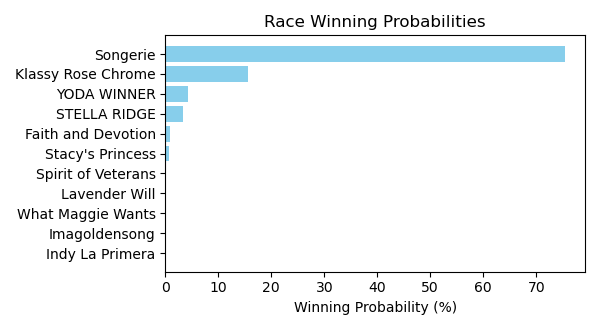 Race Winning Probabilities
Songerie
Klassy Rose Chrome
YODA WINNER
STELLA RIDGE
Faith and Devotion
Stacy's Princess
Spirit of Veterans
Lavender Will
What Maggie Wants
Imagoldensong
Indy La Primera
0 10 20 30 40 50 60 70
Winning Probability (%)